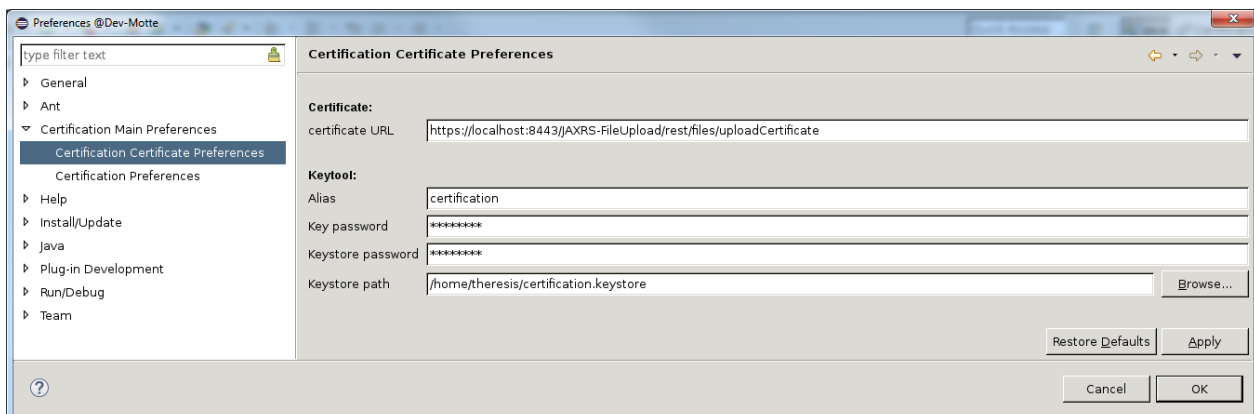 Preferences @Dev-Motte
type filter text
General
Ant
Certification Main Preferences
Certification Certificate Preferences
Certification Preferences
Help
Install/Update
Java
Plug-in Development
Run/Debug
Team
Certification Certificate Preferences
Certificate:
certificate URL https://localhost:8443/JAXRS-FileUpload/rest/files/uploadCertificate
Keytool:
Alias certification
Key password ********
Keystore password ********
Keystore path /home/theresis/certification.keystore Browse...
Restore Defaults Apply
Cancel OK